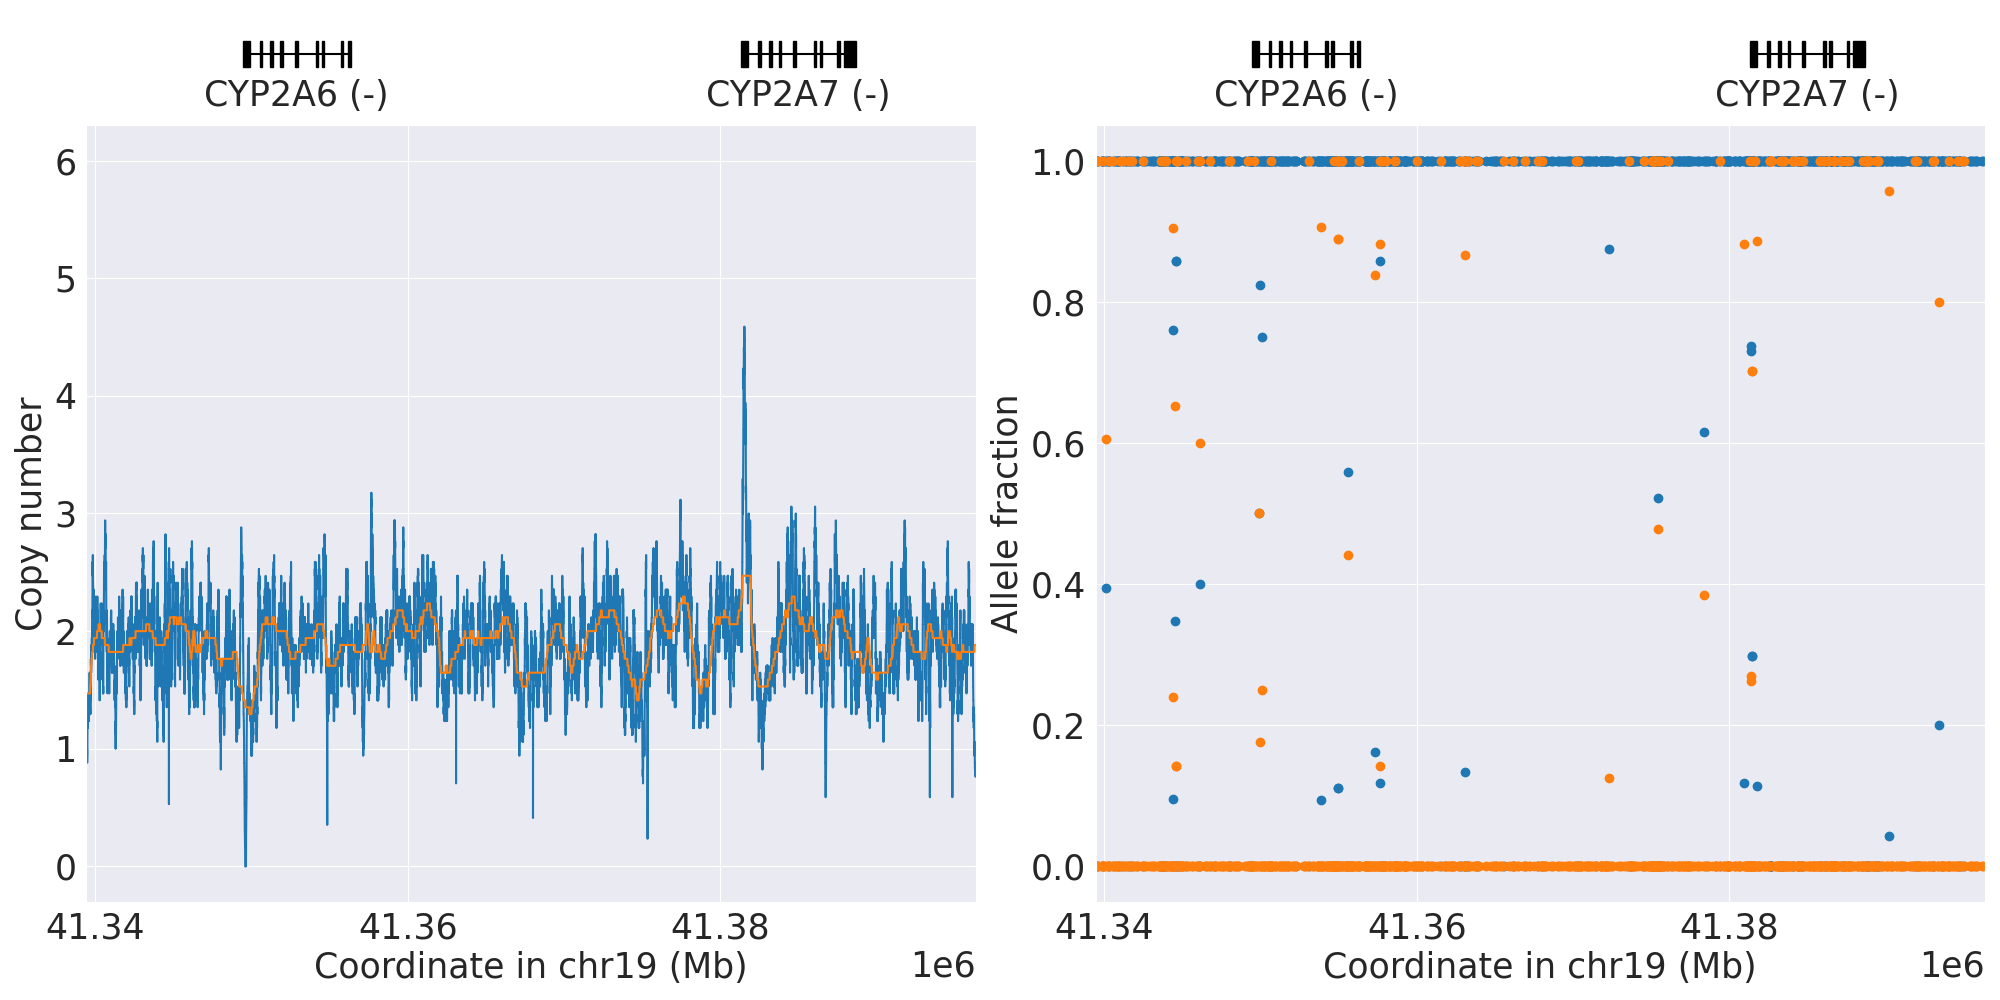 CYP2A6 (-) CYP2A7 (-)
6
5
4
3
2
1
0
Copy number
41.34 41.36 41.38
Coordinate in chr19 (Mb) 1e6
CYP2A6 (-) CYP2A7 (-)
1.0
0.8
0.6
0.4
0.2
0.0
Allele fraction
41.34 41.36 41.38
Coordinate in chr19 (Mb) 1e6